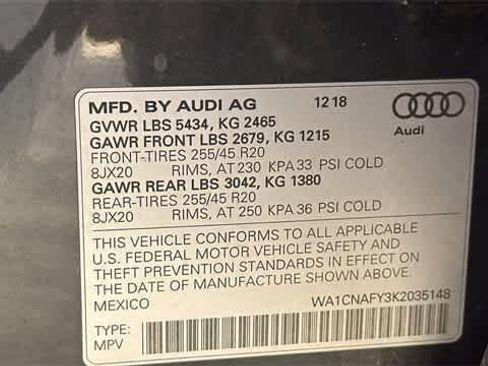 MFD. BY AUDI AG 12 18
GVWR LBS 5434, KG 2465
GAWR FRONT LBS 2679, KG 1215
FRONT-TIRES 255/45 R20
8JX20 RIMS, AT 230 KPA 33 PSI COLD
GAWR REAR LBS 3042, KG 1380
REAR-TIRES 255/45 R20
8JX20 RIMS, AT 250 KPA 36 PSI COLD
Audi
THIS VEHICLE CONFORMS TO ALL APPLICABLE
U.S. FEDERAL MOTOR VEHICLE SAFETY AND
THEFT PREVENTION STANDARDS IN EFFECT ON
THE DATE OF MANUFACTURE SHOWN ABOVE.
MEXICO WA1CNAFY3K2035148
TYPE:
MPV